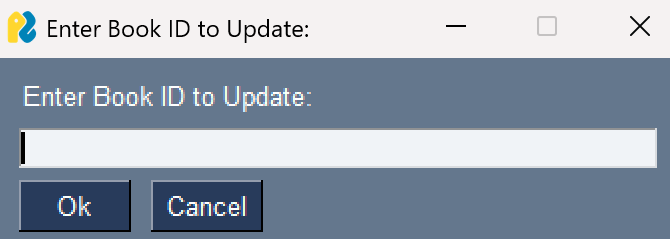 Enter Book ID to Update:
Enter Book ID to Update:
Ok
Cancel